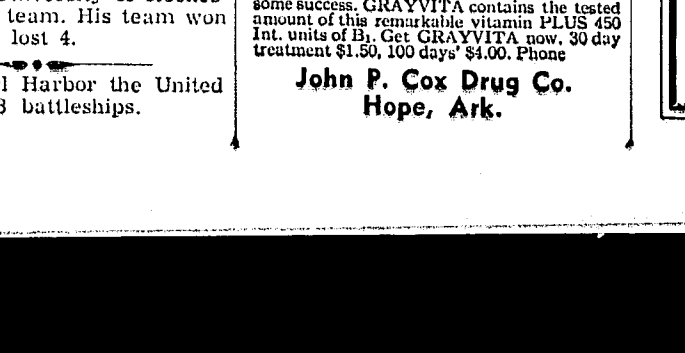 team. His team won
lost 4.
Harbor the United
battleships.
some success. GRAYVITA contains the tested
amount of this remarkable vitamin PLUS 450
Int. units of B1. Get GRAYVITA now. 30 day
treatment $1.50, 100 days' $4.00. Phone
John P. Cox Drug Co.
Hope, Ark.